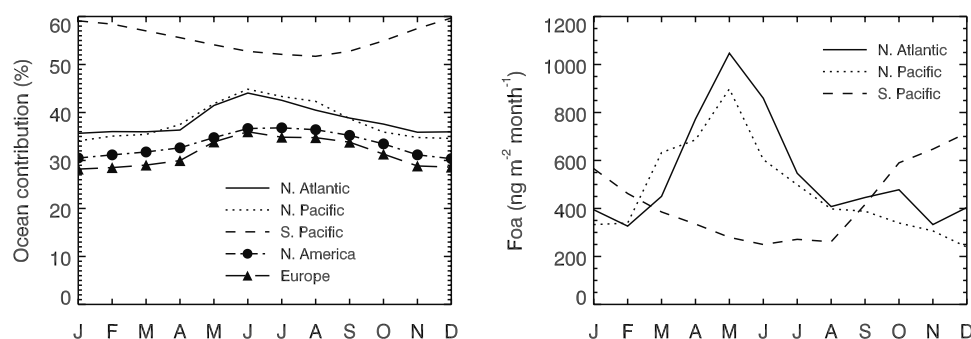 60
50
40
30
20
10
0
Ocean contribution (%)
N. Atlantic
N. Pacific
S. Pacific
N. America
Europe
J F M A M J J A S O N D
1200
1000
800
600
400
200
0
Foa (ng m⁻² month⁻¹)
N. Atlantic
N. Pacific
S. Pacific
J F M A M J J A S O N D